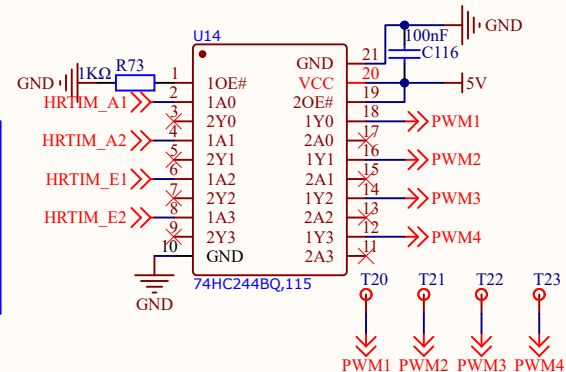 U14
GND
100nF
C116
GND
1KΩ
R73
GND
1
1OE#
GND
21
VCC
20
5V
HRTIM_A1
2
1A0
2OE#
19
3
2Y0
1Y0
18
PWM1
HRTIM_A2
4
1A1
2A0
17
5
2Y1
1Y1
16
PWM2
HRTIM_E1
6
1A2
2A1
15
7
2Y2
1Y2
14
PWM3
HRTIM_E2
8
1A3
2A2
13
9
2Y3
1Y3
12
PWM4
10
GND
2A3
11
GND
74HC244BQ,115
T20
T21
T22
T23
PWM1
PWM2
PWM3
PWM4